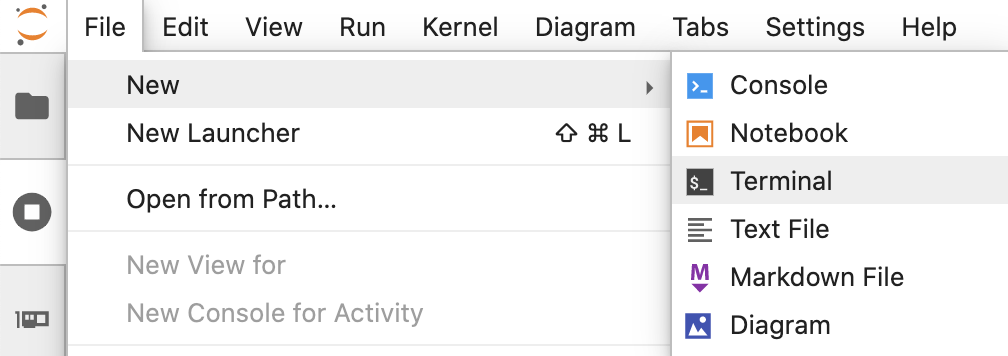 File Edit View Run Kernel Diagram Tabs Settings Help
New
New Launcher ⇧ ⌘ L
Open from Path...
New View for
New Console for Activity
Console
Notebook
$_ Terminal
Text File
M Markdown File
Diagram